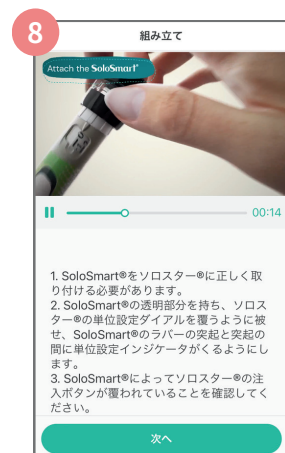 8
組み立て
Attach the SoloSmart®
00:14
1. SoloSmart®をソロスター®に正しく取
り付ける必要があります。
2. SoloSmart®の透明部分を持ち、ソロス
ター®の単位設定ダイアルを覆うように被
せ、SoloSmart®のラバーの突起と突起の
間に単位設定インジケータがくるようにし
ます。
3. SoloSmart®によってソロスター®の注
入ボタンが覆われていることを確認してく
ださい。
次へ